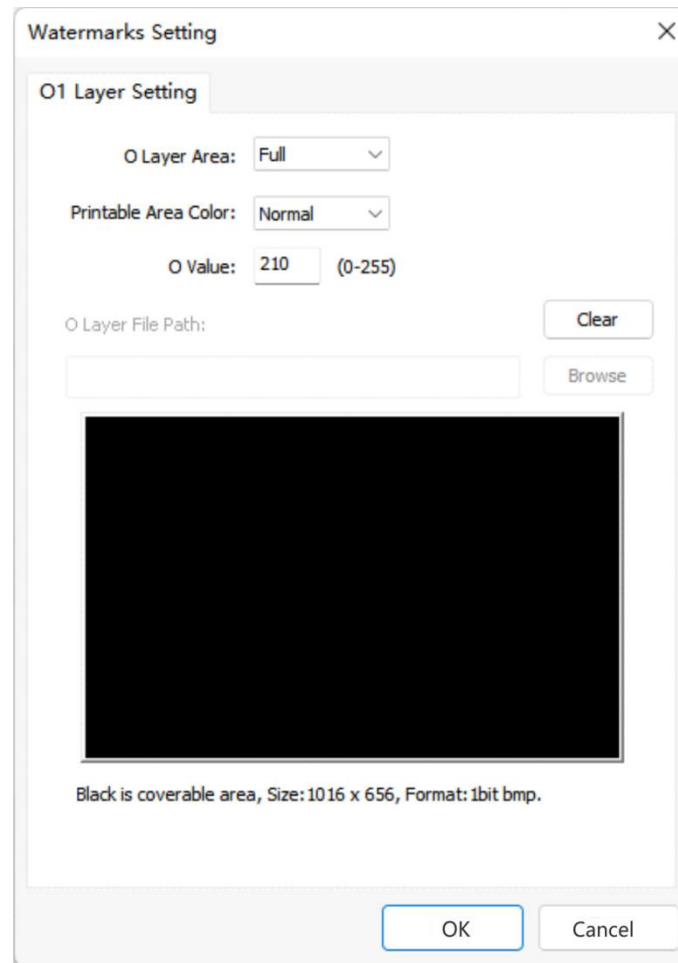 Watermarks Setting
O1 Layer Setting
O Layer Area: Full
Printable Area Color: Normal
O Value: 210 (0-255)
O Layer File Path: Clear
Browse
Black is coverable area, Size:1016 x 656, Format:1bit bmp.
OK Cancel